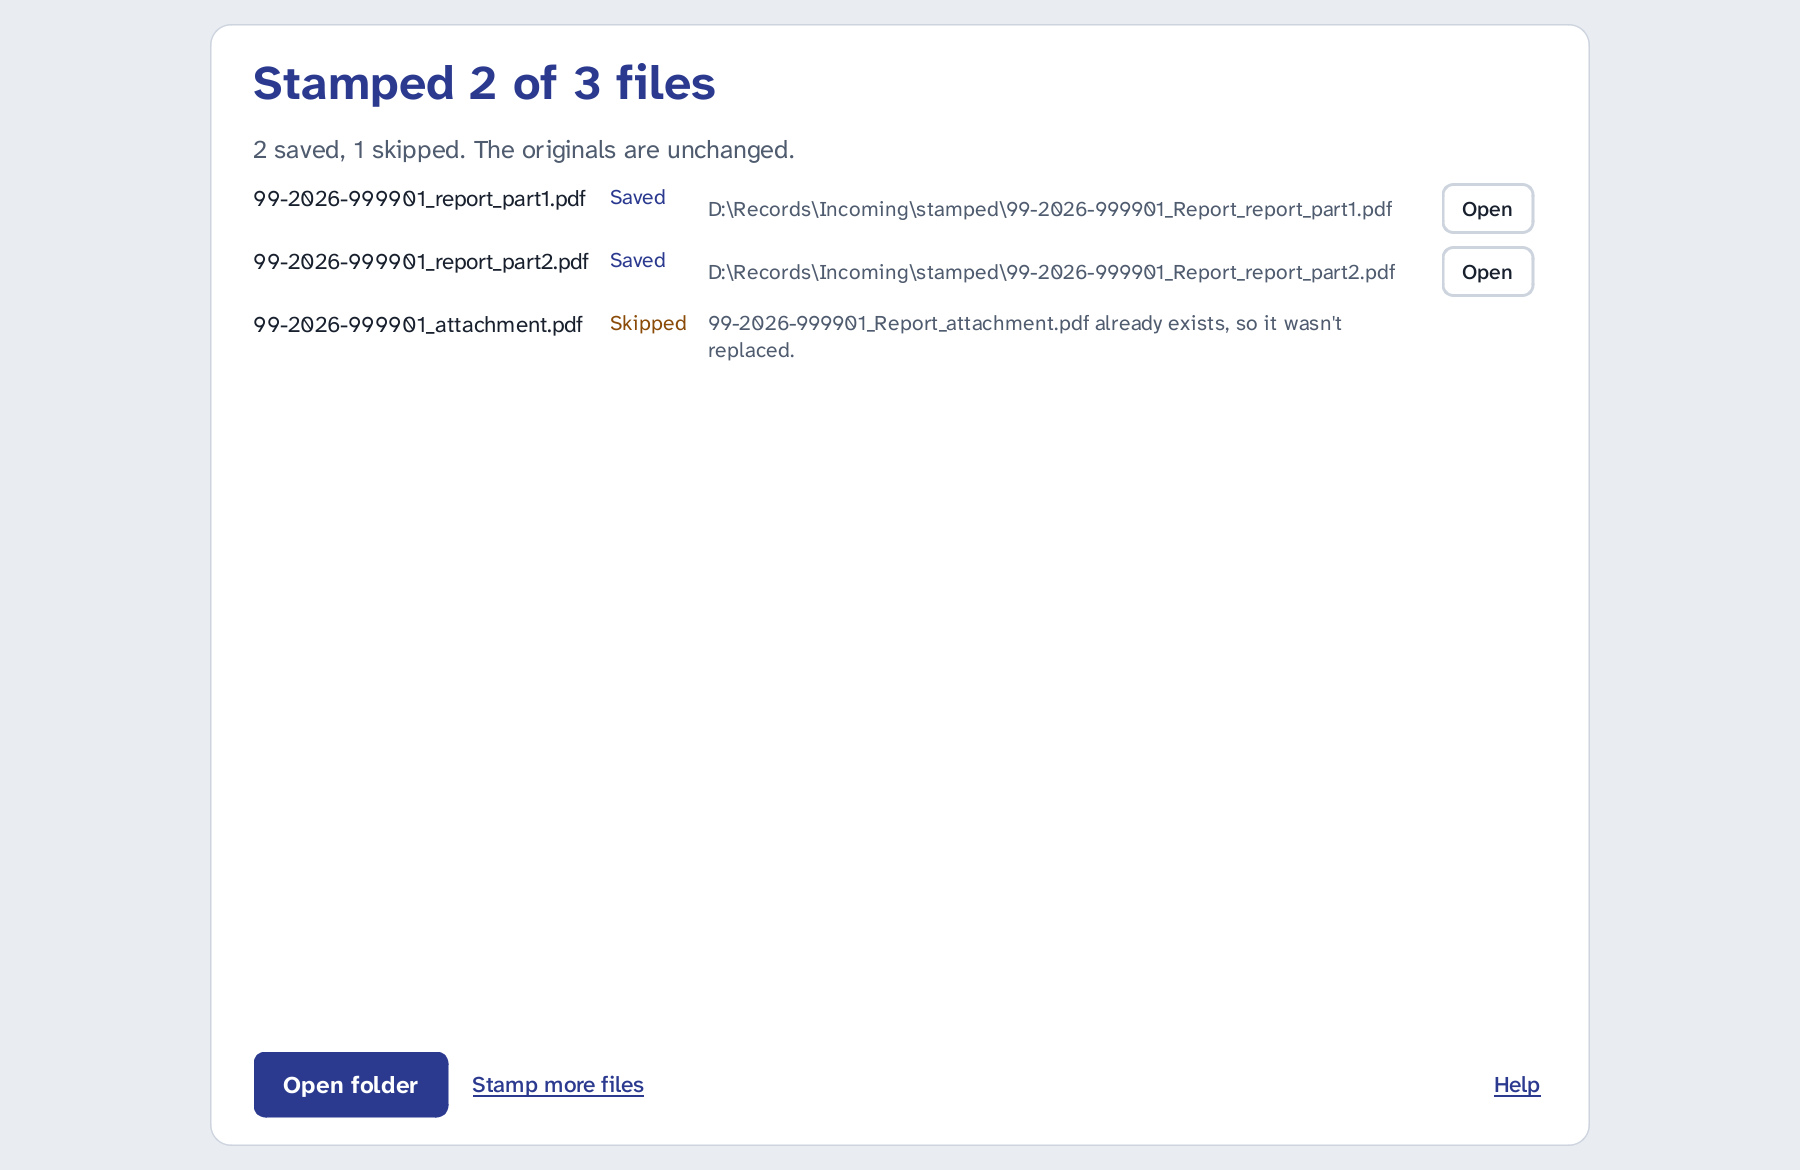 Stamped 2 of 3 files
2 saved, 1 skipped. The originals are unchanged.
99-2026-999901_report_part1.pdf Saved D:\Records\Incoming\stamped\99-2026-999901_Report_report_part1.pdf Open
99-2026-999901_report_part2.pdf Saved D:\Records\Incoming\stamped\99-2026-999901_Report_report_part2.pdf Open
99-2026-999901_attachment.pdf Skipped 99-2026-999901_Report_attachment.pdf already exists, so it wasn't
replaced.
Open folder Stamp more files Help